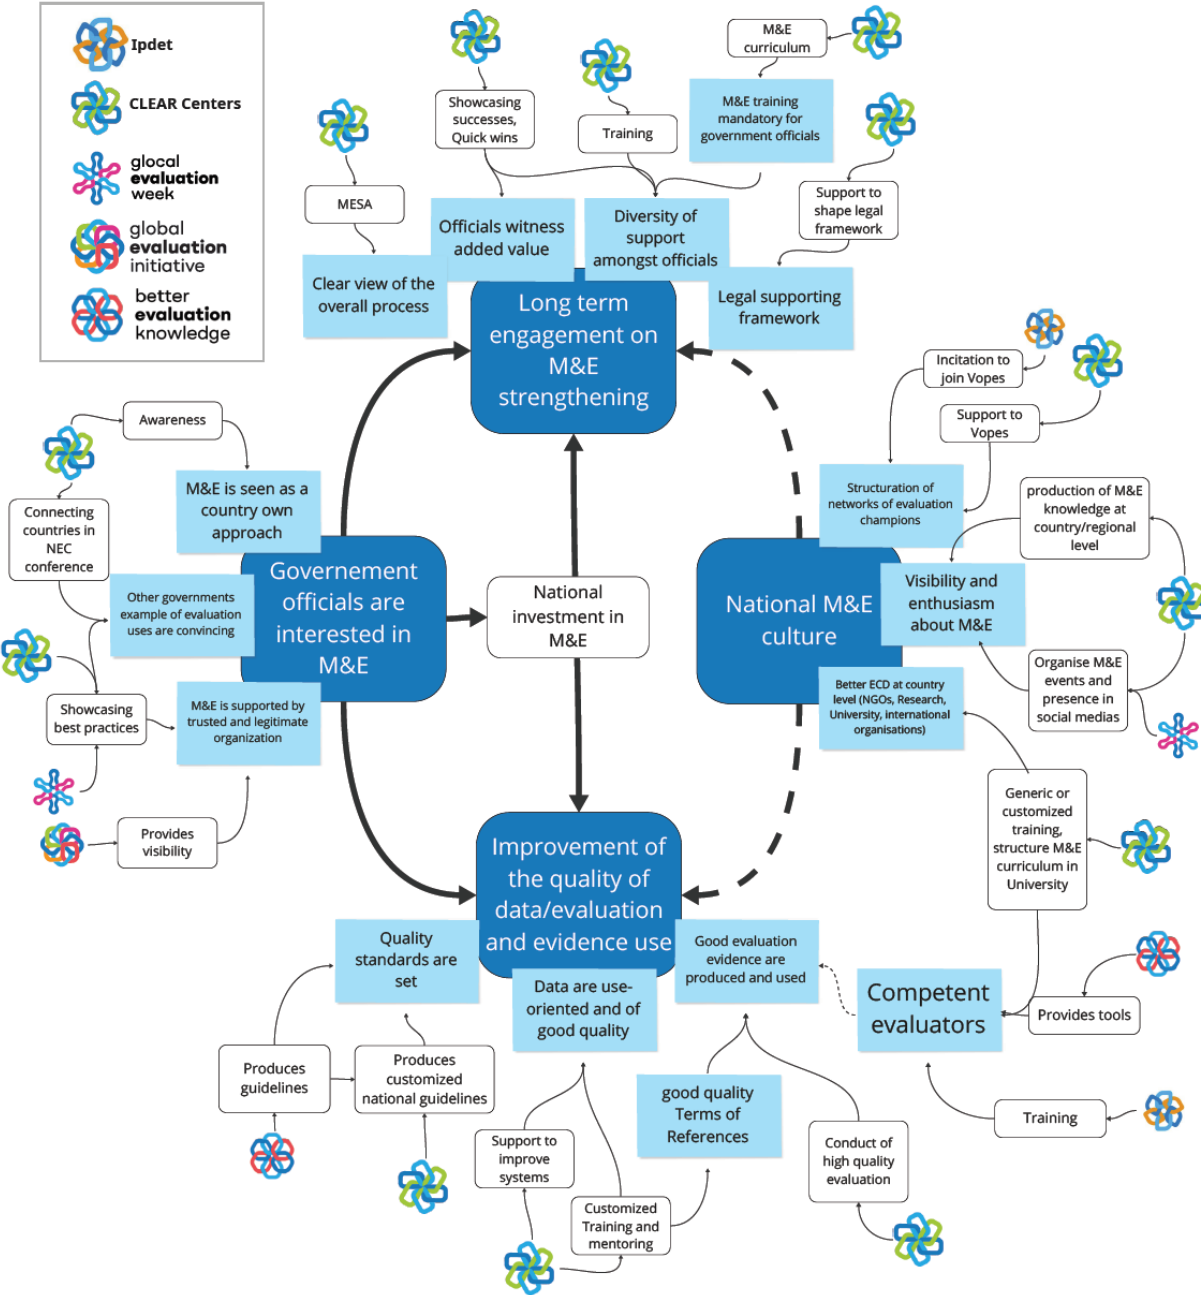 Ipdet
CLEAR Centers
glocal
evaluation
week
global
evaluation
initiative
better
evaluation
knowledge
M&E
curriculum
Showcasing
successes,
Quick wins
Training
M&E training
mandatory for
government officials
MESA
Support to
shape legal
framework
Officials witness
added value
Diversity of
support
amongst officials
Clear view of the
overall process
Legal supporting
framework
Long term
engagement on
M&E
strengthening
Incitation to
join Vopes
Support to
Vopes
Awareness
M&E is seen as a
country own
approach
Structuration of
networks of evaluation
champions
production of M&E
knowledge at
country/regional
level
Connecting
countries in
NEC
conference
Governement
officials are
interested in
M&E
National
investment in
M&E
National M&E
culture
Visibility and
enthusiasm
about M&E
Other governments
example of evaluation
uses are convincing
Organise M&E
events and
presence in
social medias
Showcasing
best practices
M&E is supported by
trusted and legitimate
organization
Better ECD at country
level (NGOs, Research,
University, international
organisations)
Provides
visibility
Generic or
customized
training,
structure M&E
curriculum in
University
Improvement of
the quality of
data/evaluation
and evidence use
Quality
standards are
set
Good evaluation
evidence are
produced and used
Data are use-
oriented and of
good quality
Competent
evaluators
Provides tools
Produces
guidelines
Produces
customized
national guidelines
good quality
Terms of
References
Training
Support to
improve
systems
Conduct of
high quality
evaluation
Customized
Training and
mentoring